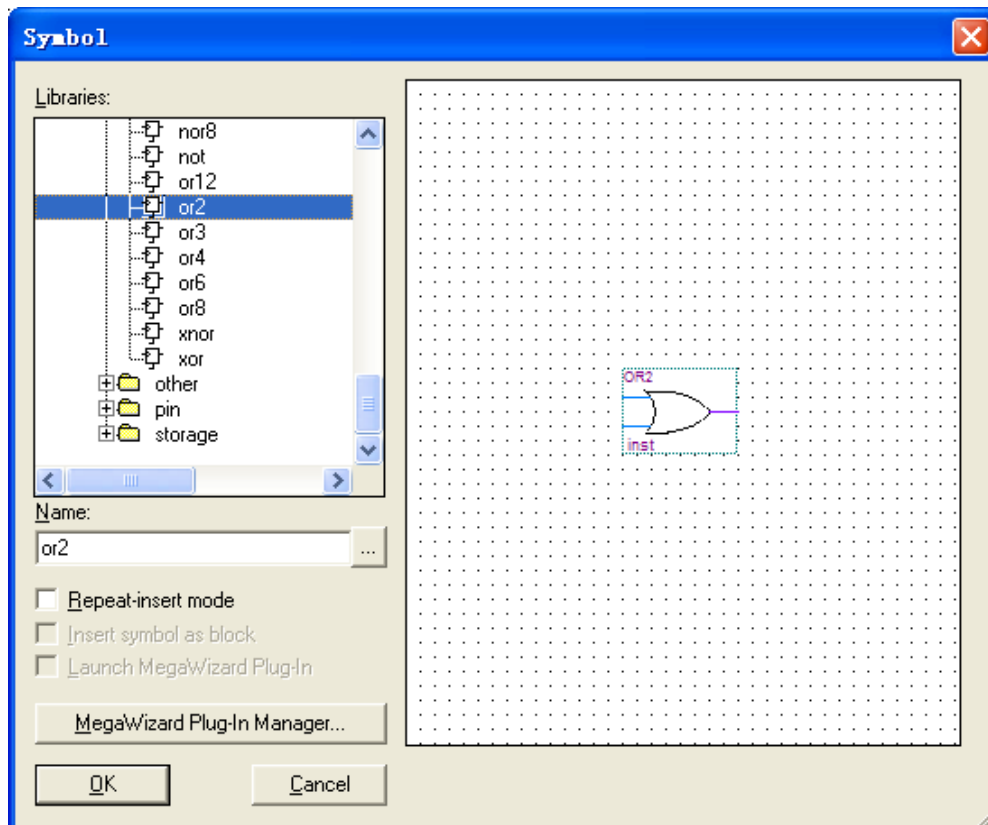 Symbol
Libraries:
nor8
not
or12
or2
or3
or4
or6
or8
xnor
xor
other
pin
storage
Name:
or2
...
Repeat-insert mode
Insert symbol as block
Launch MegaWizard Plug-In
MegaWizard Plug-In Manager...
OK
Cancel
OR2
inst